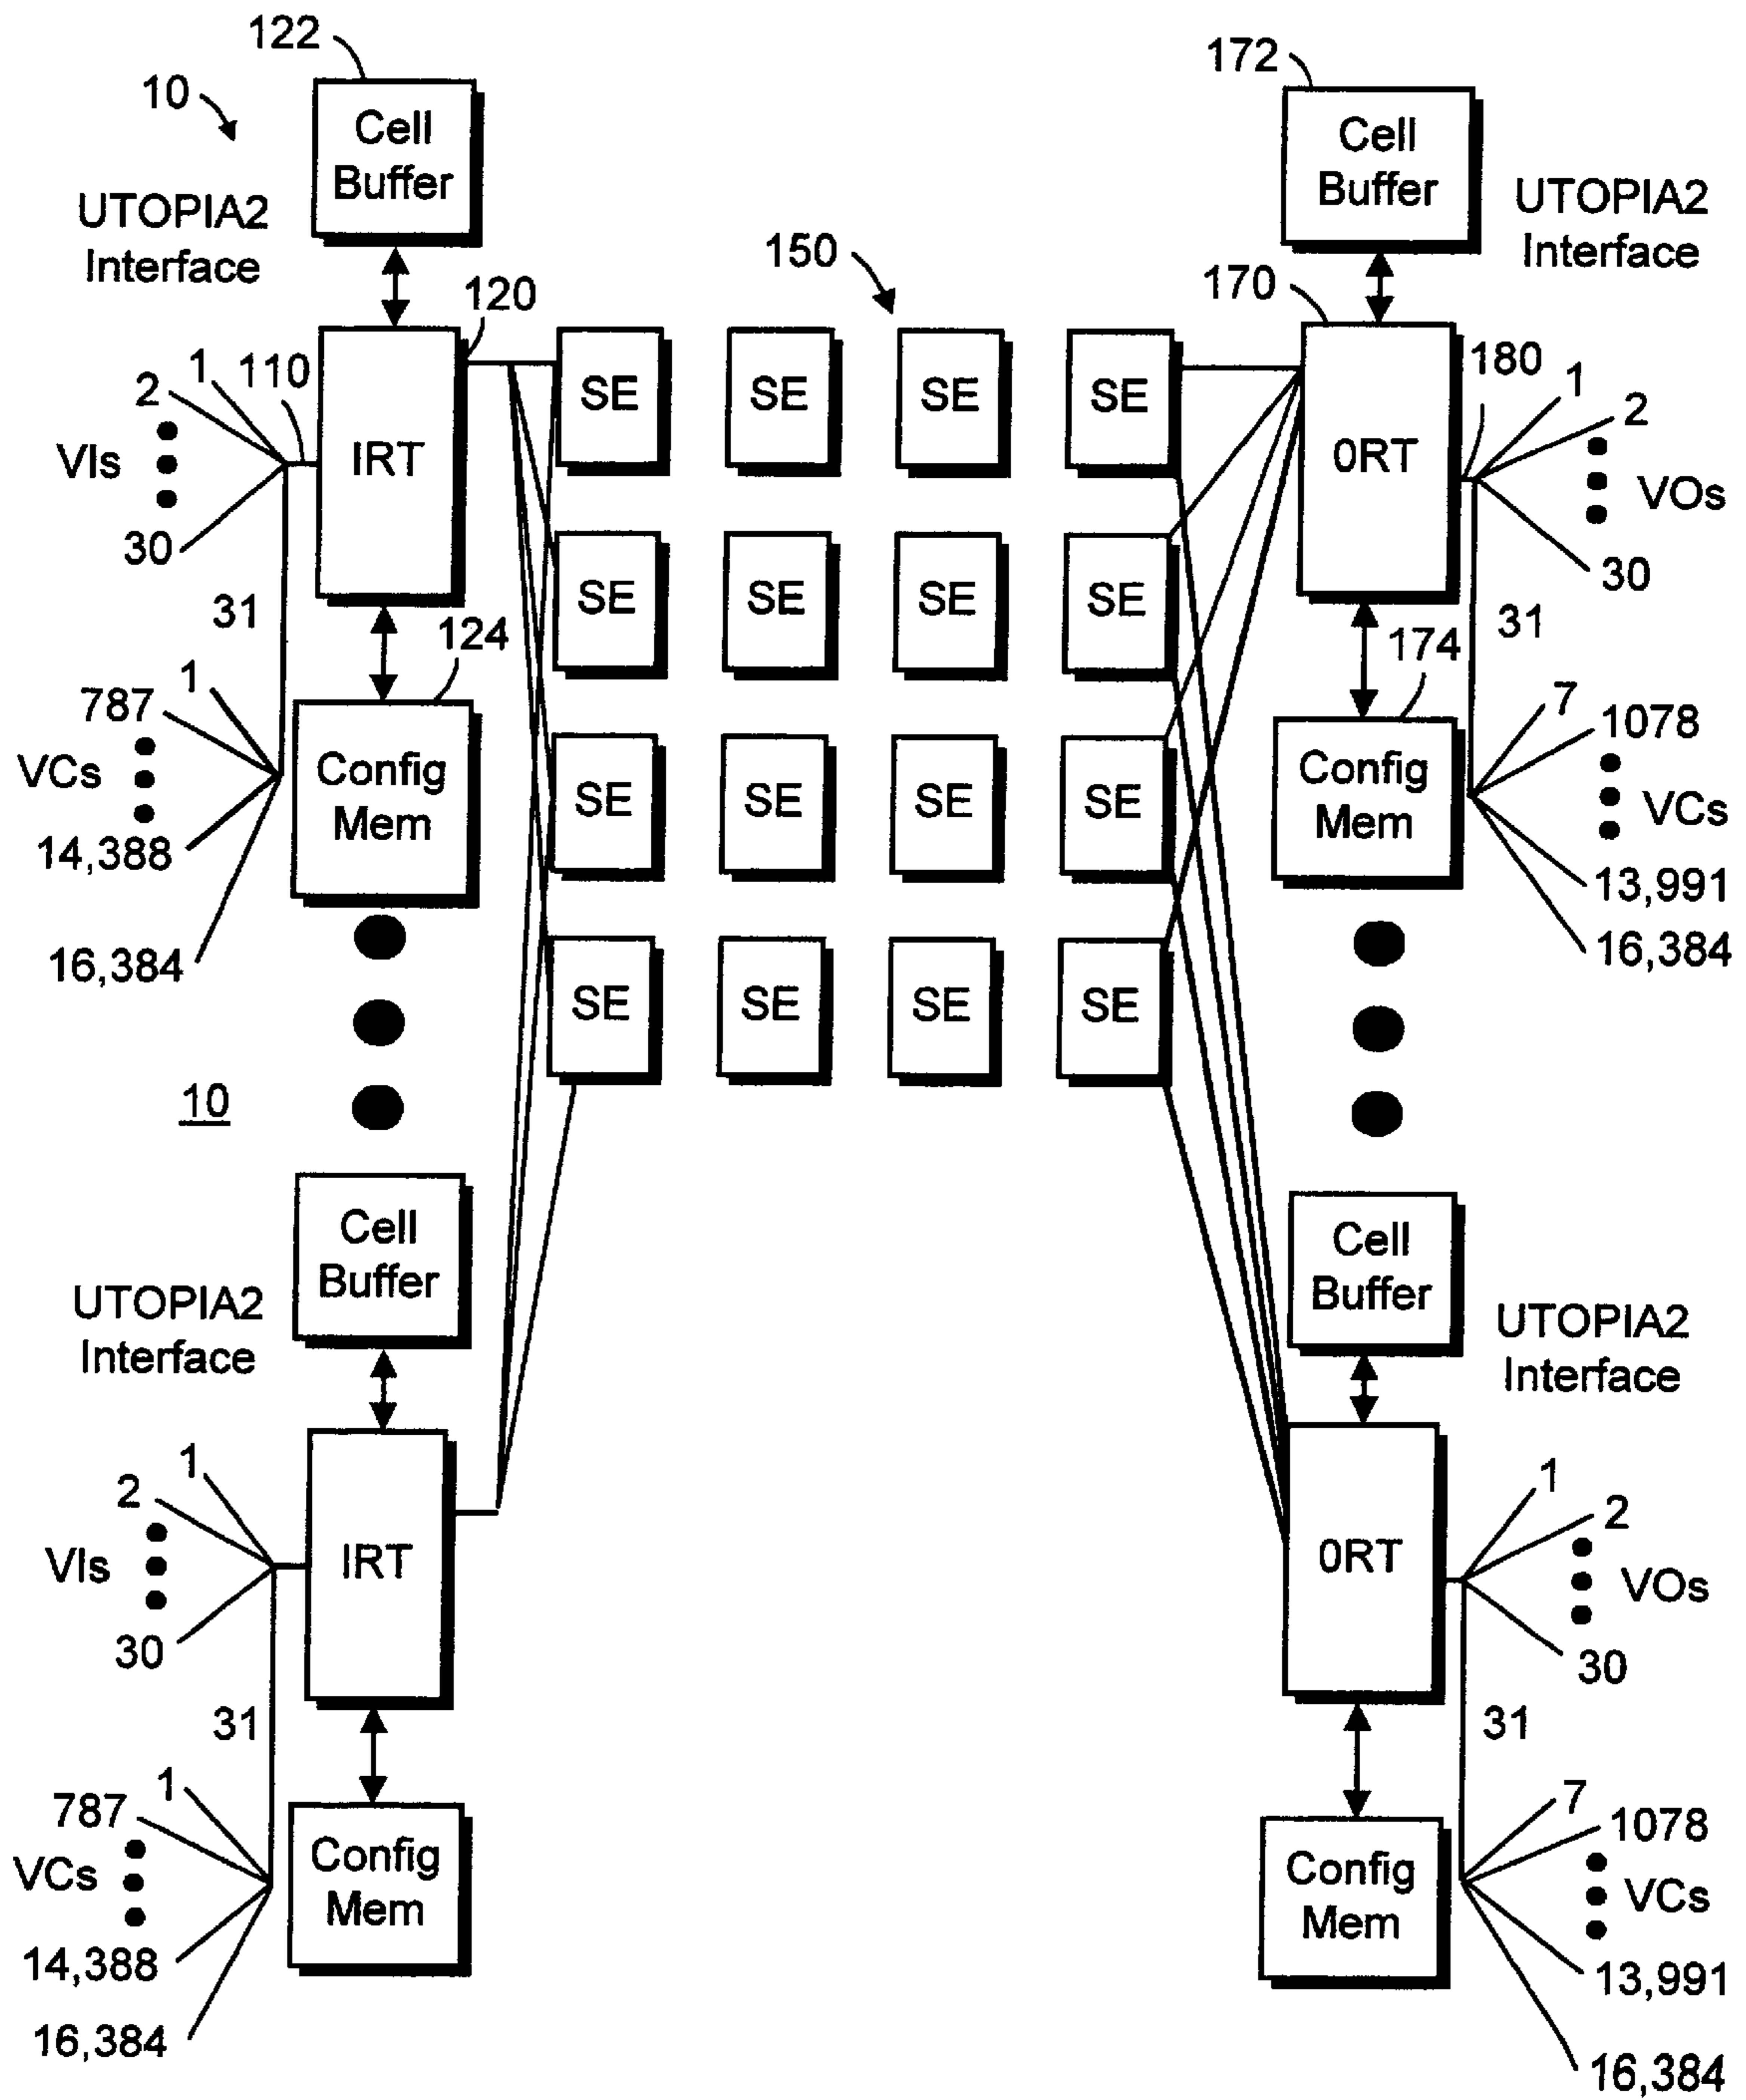 122
172
10
Cell
Buffer
Cell
Buffer
UTOPIA2
Interface
UTOPIA2
Interface
150
120
170
1
110
2
VIs
30
31
IRT
SE SE SE SE
0RT
180
1
2
VOs
30
31
SE SE SE SE
124
174
1
787
VCs
14,388
16,384
Config
Mem
SE SE SE SE
Config
Mem
7
1078
VCs
13,991
16,384
SE SE SE SE
10
Cell
Buffer
Cell
Buffer
UTOPIA2
Interface
UTOPIA2
Interface
1
2
VIs
30
31
IRT
0RT
1
2
VOs
30
31
1
787
VCs
14,388
16,384
Config
Mem
Config
Mem
7
1078
VCs
13,991
16,384